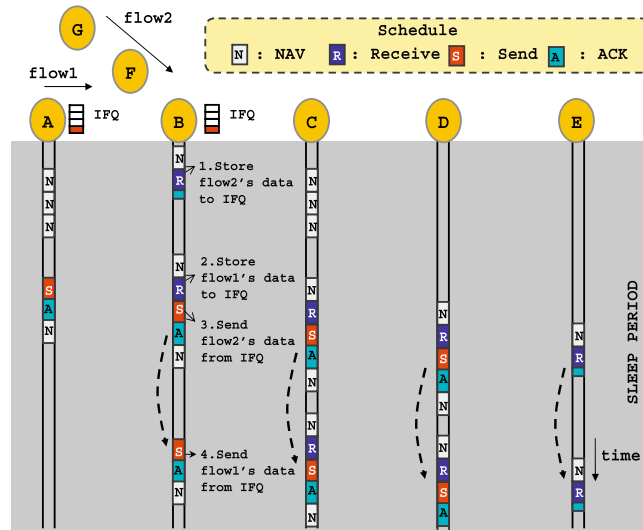 G
flow2
F
flow1
Schedule
N : NAV R : Receive S : Send A : ACK
A IFQ B IFQ C D E
N
R
1.Store
flow2's data
to IFQ
N
N
N
N
N
N
N
R
2.Store
flow1's data
to IFQ
S
A
N
S
A
N
3.Send
flow2's data
from IFQ
N
R
S
A
N
N
R
S
A
N
N
R
S
A
N
4.Send
flow1's data
from IFQ
N
R
S
A
N
N
R
S
A
N
R
time
SLEEP PERIOD